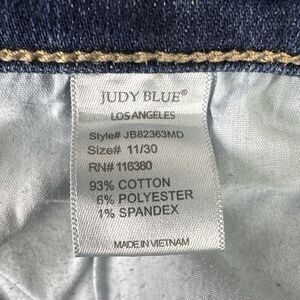 JUDY BLUE®
LOS ANGELES
Style# JB82363MD
Size# 11/30
RN# 116380
93% COTTON
6% POLYESTER
1% SPANDEX
MADE IN VIETNAM